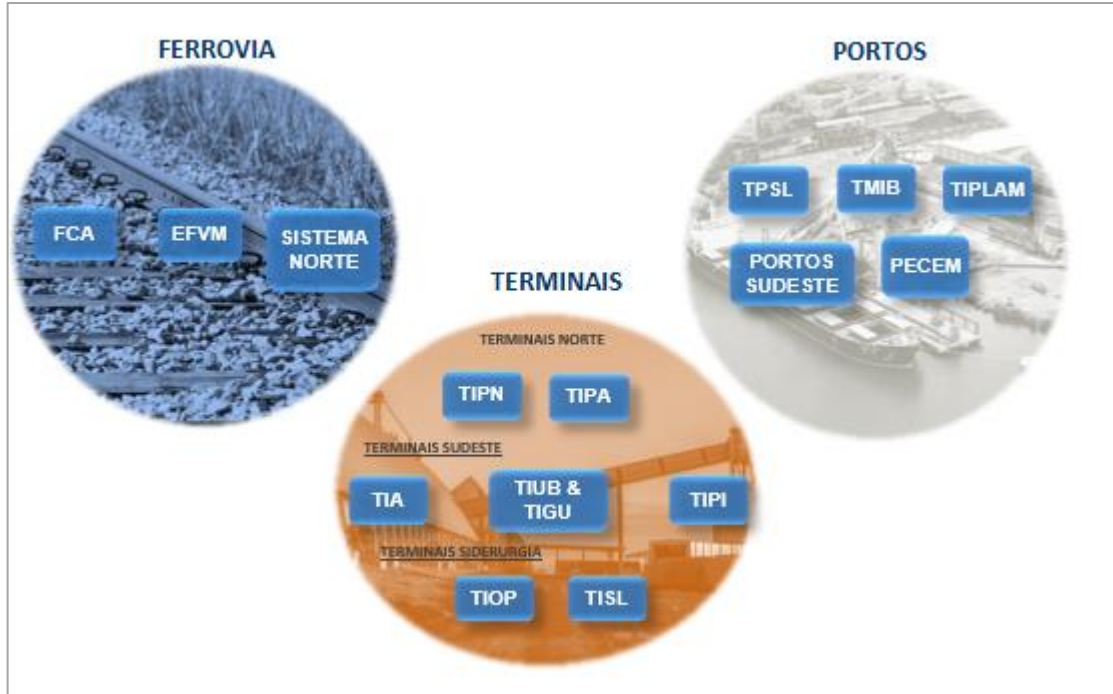 FERROVIA
FCA
EFVM
SISTEMA
NORTE
PORTOS
TPSL
TMIB
TIPLAM
PORTOS
SUDESTE
PECEM
TERMINAIS
TERMINAIS NORTE
TIPN
TIPA
TERMINAIS SUDESTE
TIA
TIUB &
TIGU
TIPI
TERMINAIS SIDERURGIA
TIOP
TISL